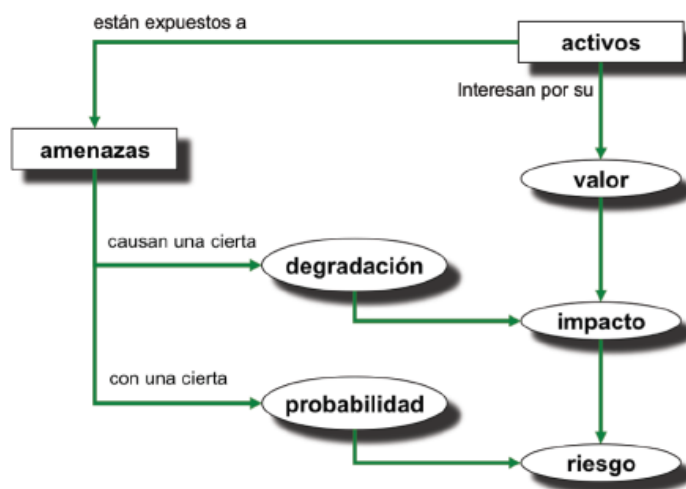 están expuestos a
activos
Interesan por su
amenazas
valor
causan una cierta
degradación
impacto
con una cierta
probabilidad
riesgo